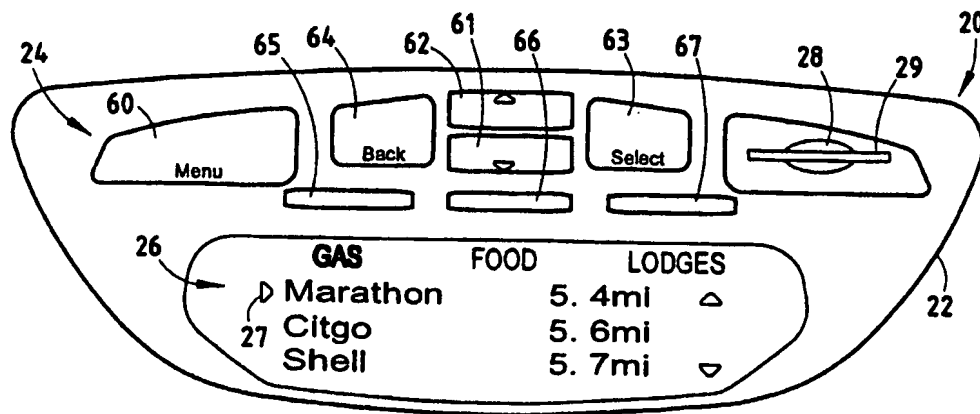 61
64 62 66 63 67 20
65 28
24 29
60
Menu Back Select
26 GAS FOOD LODGES
Marathon 5. 4mi 22
27 Citgo 5. 6mi
Shell 5. 7mi